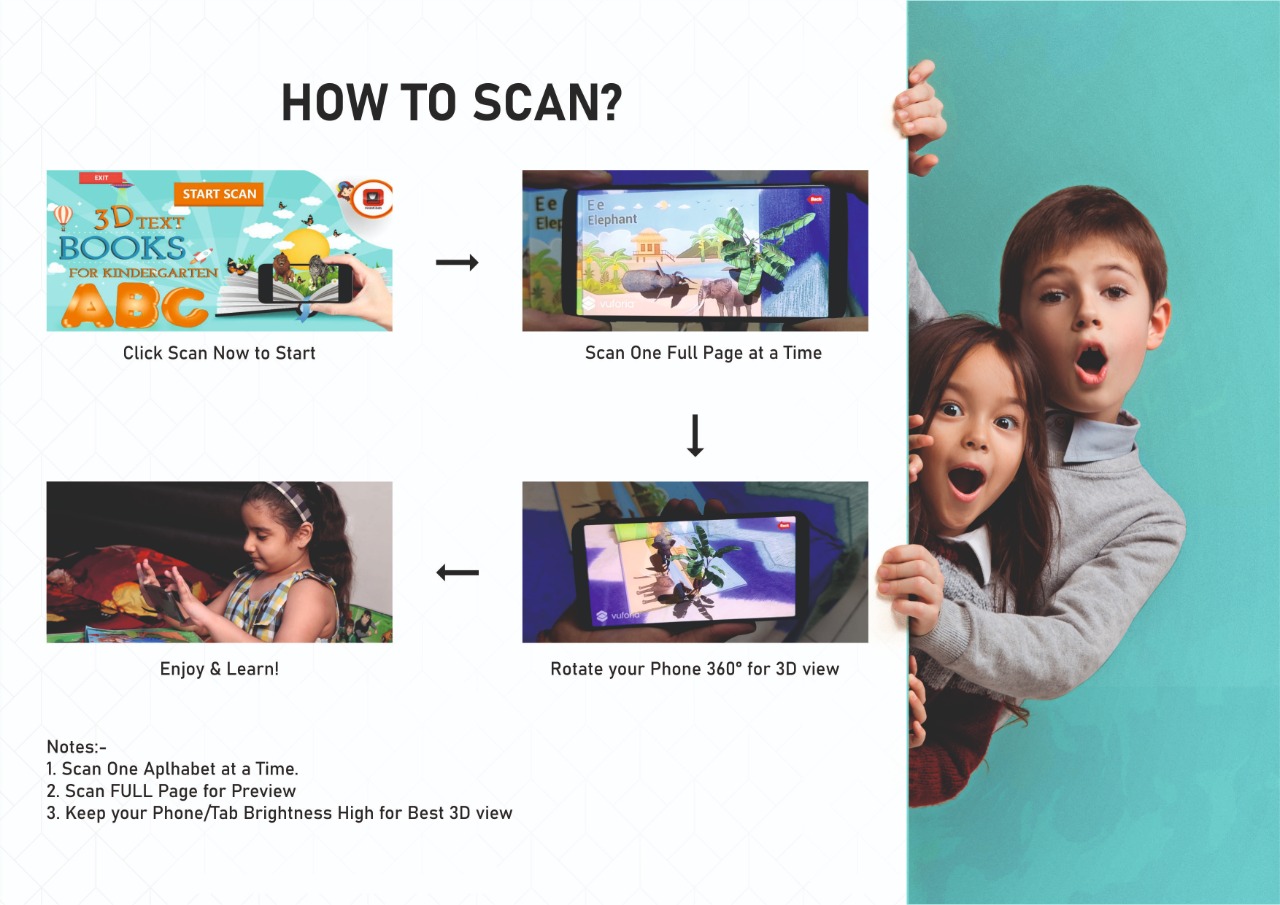 HOW TO SCAN?
EXIT
START SCAN
3D TEXT
BOOKS
FOR KINDERGARTEN
ABC
Click Scan Now to Start
E e
Elep
E e
Elephant
Back
vuforia
Scan One Full Page at a Time
Back
vuforia
Rotate your Phone 360° for 3D view
Enjoy & Learn!
Notes:-
1. Scan One Aplhabet at a Time.
2. Scan FULL Page for Preview
3. Keep your Phone/Tab Brightness High for Best 3D view